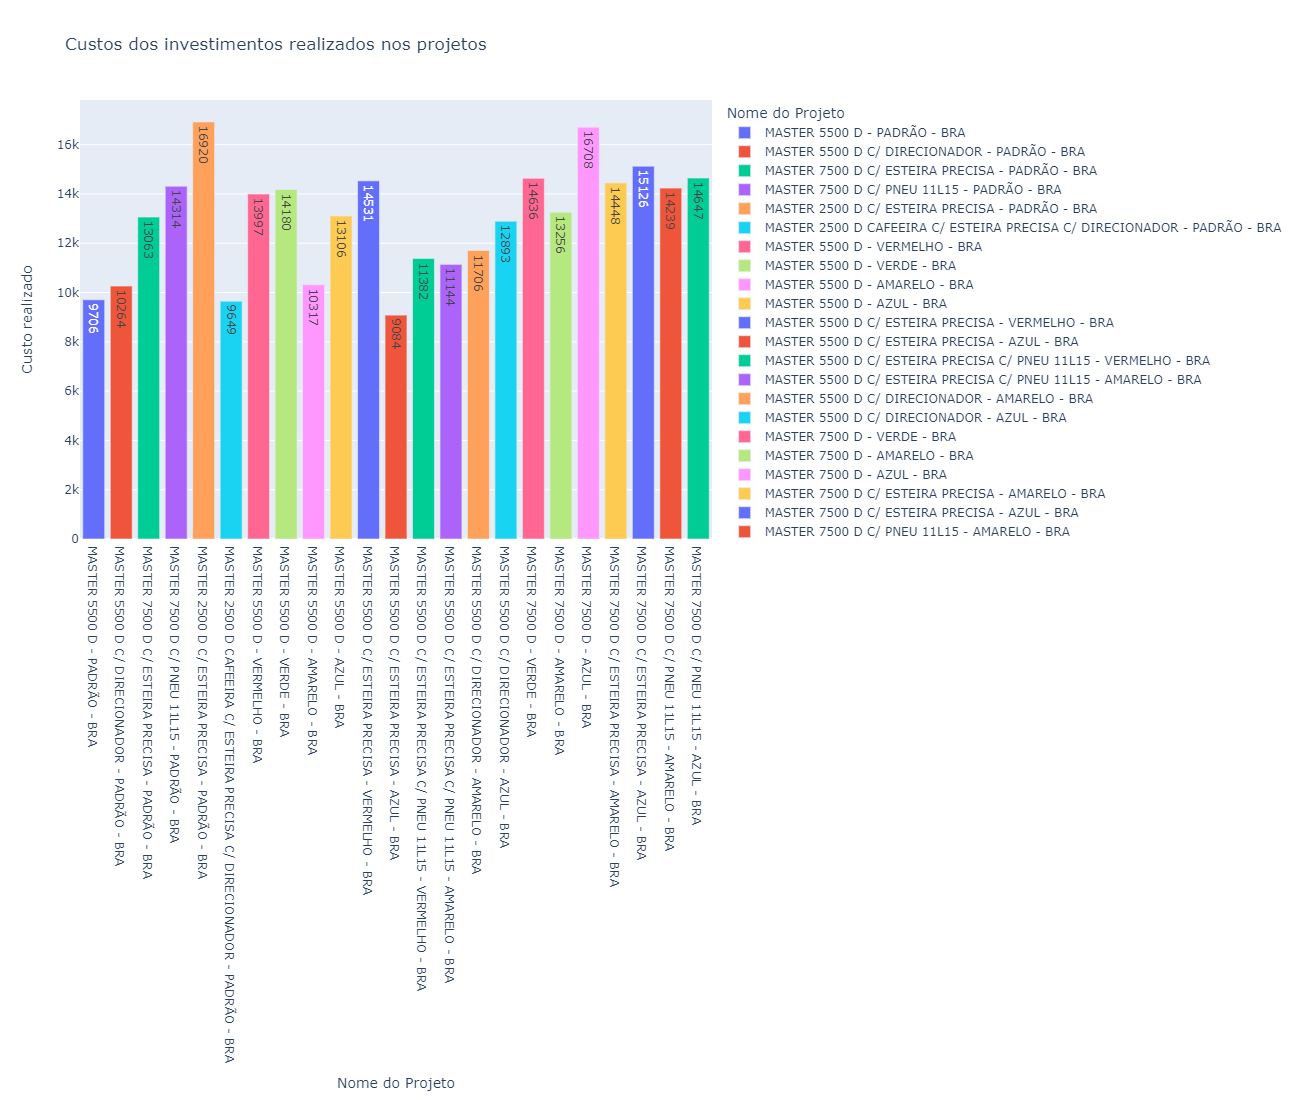 Custos dos investimentos realizados nos projetos
Custo realizado
16k
14k
12k
10k
8k
6k
4k
2k
0
9706
10264
13063
14314
16920
9649
13997
14180
10317
13106
14531
9084
11382
11144
11706
12893
14636
13256
16708
14448
15126
14239
14647
MASTER 5500 D - PADRÃO - BRA
MASTER 5500 D C/ DIRECIONADOR - PADRÃO - BRA
MASTER 7500 D C/ ESTEIRA PRECISA - PADRÃO - BRA
MASTER 7500 D C/ PNEU 11L15 - PADRÃO - BRA
MASTER 2500 D C/ ESTEIRA PRECISA - PADRÃO - BRA
MASTER 2500 D CAFEEIRA C/ ESTEIRA PRECISA C/ DIRECIONADOR - PADRÃO - BRA
MASTER 5500 D - VERMELHO - BRA
MASTER 5500 D - VERDE - BRA
MASTER 5500 D - AMARELO - BRA
MASTER 5500 D - AZUL - BRA
MASTER 5500 D C/ ESTEIRA PRECISA - VERMELHO - BRA
MASTER 5500 D C/ ESTEIRA PRECISA - AZUL - BRA
MASTER 5500 D C/ ESTEIRA PRECISA C/ PNEU 11L15 - VERMELHO - BRA
MASTER 5500 D C/ ESTEIRA PRECISA C/ PNEU 11L15 - AMARELO - BRA
MASTER 5500 D C/ DIRECIONADOR - AMARELO - BRA
MASTER 5500 D C/ DIRECIONADOR - AZUL - BRA
MASTER 7500 D - VERDE - BRA
MASTER 7500 D - AMARELO - BRA
MASTER 7500 D - AZUL - BRA
MASTER 7500 D C/ ESTEIRA PRECISA - AMARELO - BRA
MASTER 7500 D C/ ESTEIRA PRECISA - AZUL - BRA
MASTER 7500 D C/ PNEU 11L15 - AMARELO - BRA
MASTER 7500 D C/ PNEU 11L15 - AZUL - BRA
Nome do Projeto
Nome do Projeto
MASTER 5500 D - PADRÃO - BRA
MASTER 5500 D C/ DIRECIONADOR - PADRÃO - BRA
MASTER 7500 D C/ ESTEIRA PRECISA - PADRÃO - BRA
MASTER 7500 D C/ PNEU 11L15 - PADRÃO - BRA
MASTER 2500 D C/ ESTEIRA PRECISA - PADRÃO - BRA
MASTER 2500 D CAFEEIRA C/ ESTEIRA PRECISA C/ DIRECIONADOR - PADRÃO - BRA
MASTER 5500 D - VERMELHO - BRA
MASTER 5500 D - VERDE - BRA
MASTER 5500 D - AMARELO - BRA
MASTER 5500 D - AZUL - BRA
MASTER 5500 D C/ ESTEIRA PRECISA - VERMELHO - BRA
MASTER 5500 D C/ ESTEIRA PRECISA - AZUL - BRA
MASTER 5500 D C/ ESTEIRA PRECISA C/ PNEU 11L15 - VERMELHO - BRA
MASTER 5500 D C/ ESTEIRA PRECISA C/ PNEU 11L15 - AMARELO - BRA
MASTER 5500 D C/ DIRECIONADOR - AMARELO - BRA
MASTER 5500 D C/ DIRECIONADOR - AZUL - BRA
MASTER 7500 D - VERDE - BRA
MASTER 7500 D - AMARELO - BRA
MASTER 7500 D - AZUL - BRA
MASTER 7500 D C/ ESTEIRA PRECISA - AMARELO - BRA
MASTER 7500 D C/ ESTEIRA PRECISA - AZUL - BRA
MASTER 7500 D C/ PNEU 11L15 - AMARELO - BRA